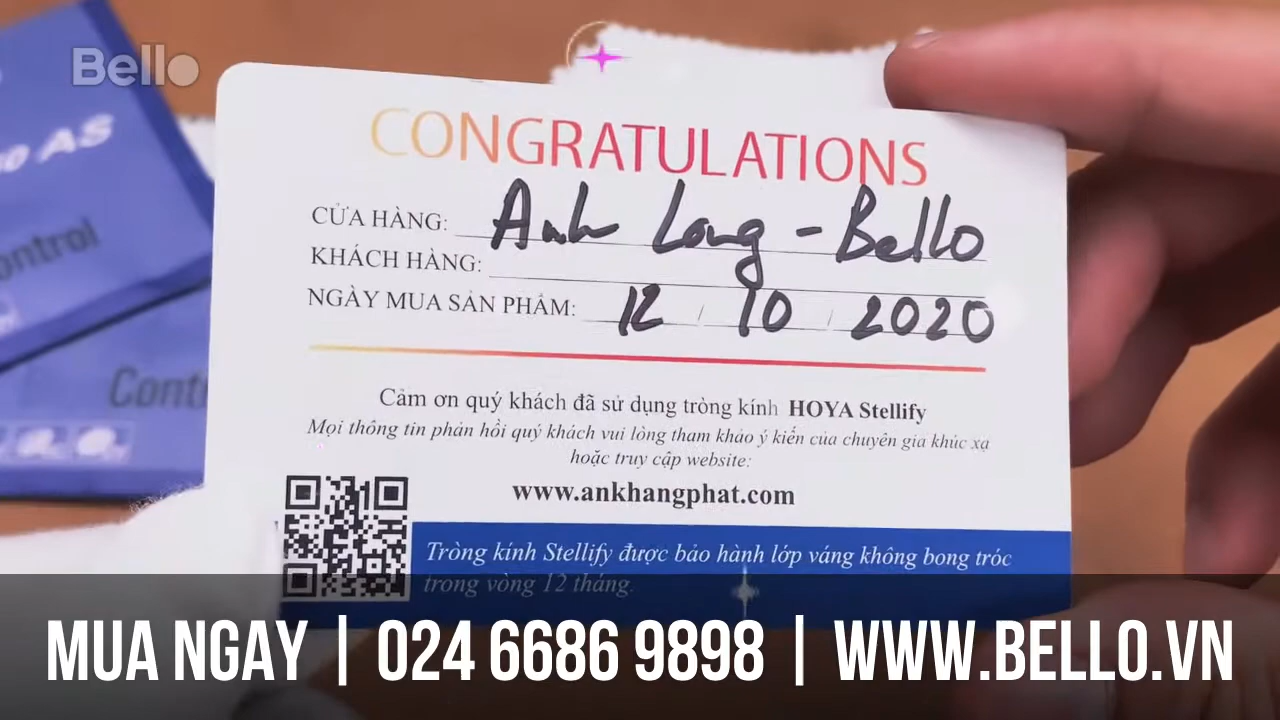 Bello
AS
ontrol
CONGRATULATIONS
CỬA HÀNG: Anh Long - Bello
KHÁCH HÀNG:
NGÀY MUA SẢN PHẨM: 12 / 10 / 2020
Cảm ơn quý khách đã sử dụng tròng kính HOYA Stellify
Mọi thông tin phản hồi quý khách vui lòng tham khảo ý kiến của chuyên gia khúc xạ
hoặc truy cập website:
Cont
www.ankhangphat.com
Tròng kính Stellify được bảo hành lớp váng không bong tróc
trong vòng 12 tháng.
MUA NGAY | 024 6686 9898 | WWW.BELLO.VN